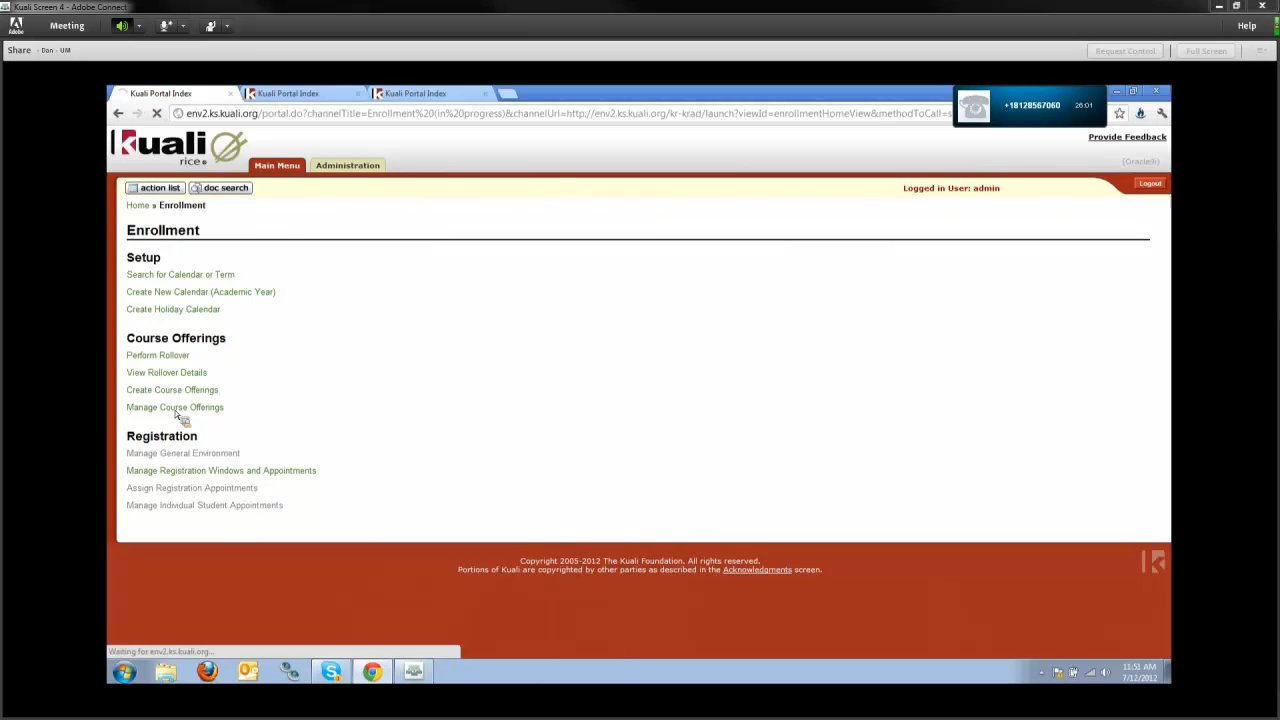 Kuali Screen 4 - Adobe Connect
Meeting
Help
Share
Dan - UM
Request Control
Full Screen
Kuali Portal Index
Kuali Portal Index
Kuali Portal Index
env2.ks.kuali.org/portal.do?channelTitle=Enrollment%20(in%20progress)&channelUrl=http://env2.ks.kuali.org/kr-krad/launch?viewId=enrollmentHomeView&methodToCall=s
+18128567060
26:01
Provide Feedback
kuali
rice
Main Menu
Administration
(Gracielli)
action list
doc search
Logged in User: admin
Logout
Home » Enrollment
Enrollment
Setup
Search for Calendar or Term
Create New Calendar (Academic Year)
Create Holiday Calendar
Course Offerings
Perform Rollover
View Rollover Details
Create Course Offerings
Manage Course Offerings
Registration
Manage General Environment
Manage Registration Windows and Appointments
Assign Registration Appointments
Manage Individual Student Appointments
Copyright 2005-2012 The Kuali Foundation. All rights reserved.
Portions of Kuali are copyrighted by other parties as described in the Acknowledgments screen.
Waiting for env2.ks.kuali.org...
11:51 AM
7/12/2012